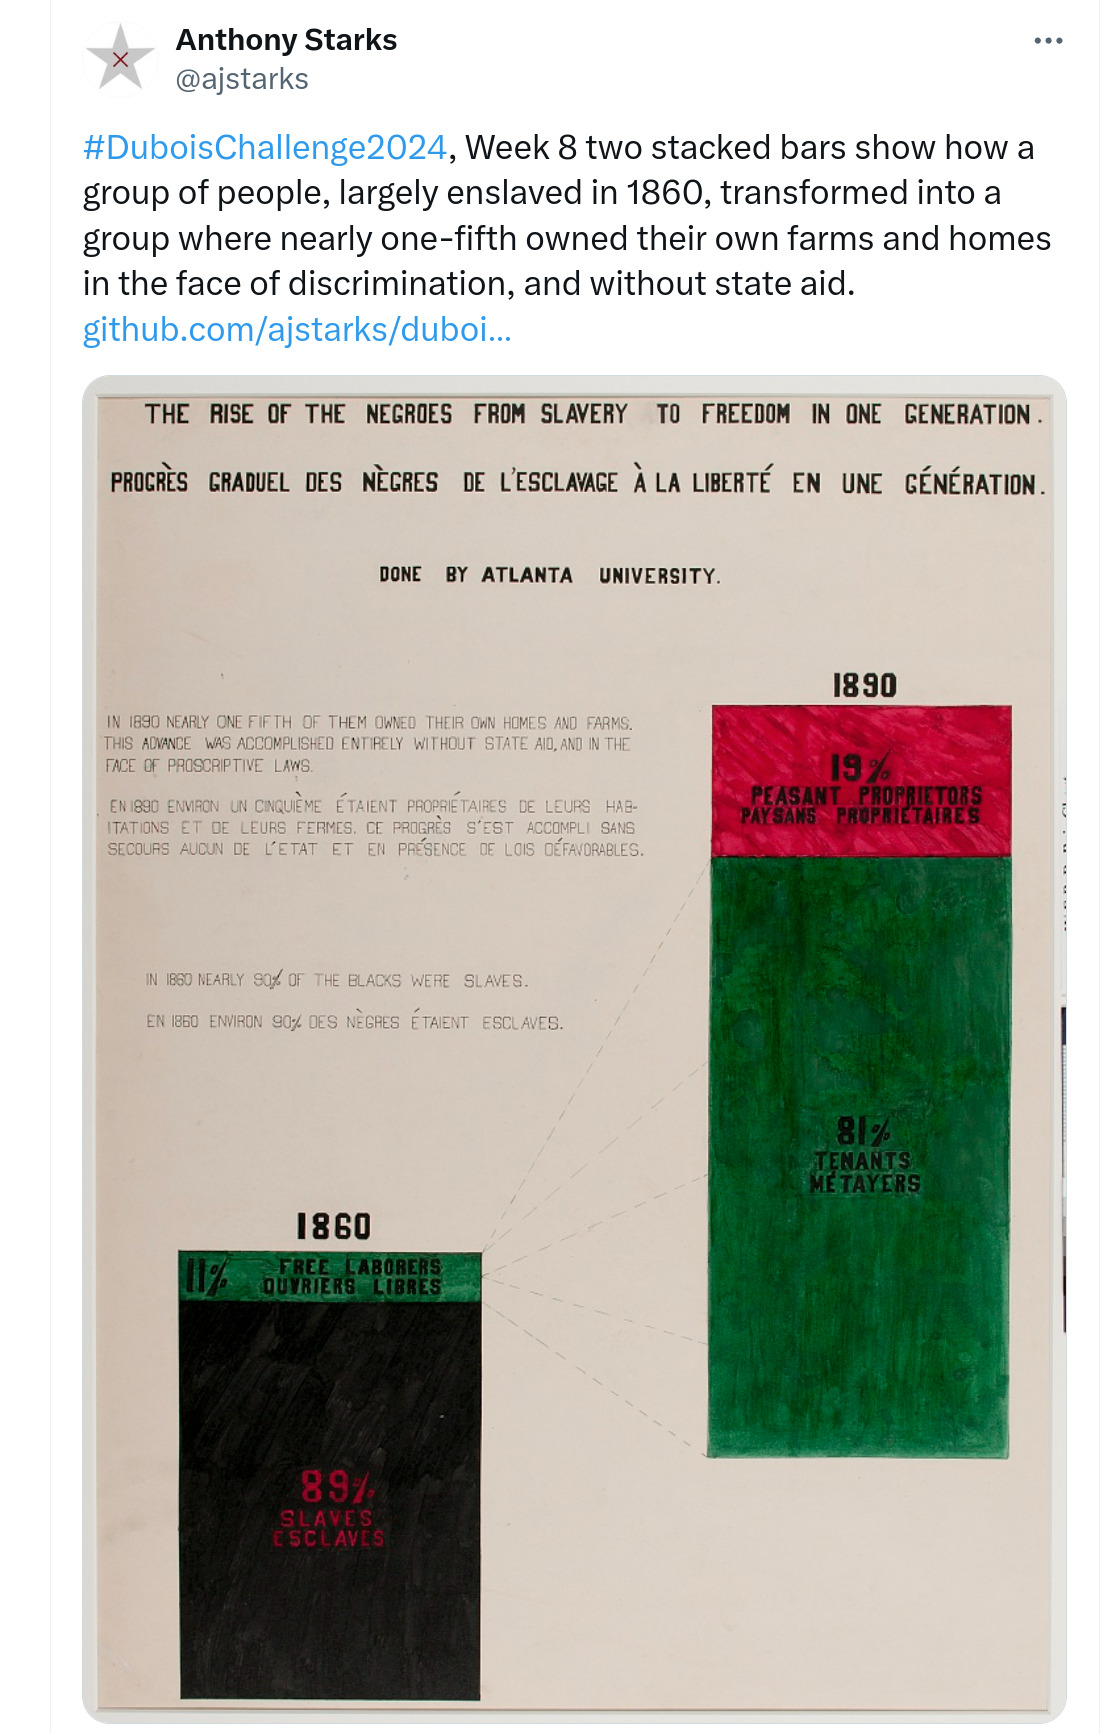 Anthony Starks
@ajstarks
#DuboisChallenge2024, Week 8 two stacked bars show how a
group of people, largely enslaved in 1860, transformed into a
group where nearly one-fifth owned their own farms and homes
in the face of discrimination, and without state aid.
github.com/ajstarks/duboi...
THE RISE OF THE NEGROES FROM SLAVERY TO FREEDOM IN ONE GENERATION.
PROGRÈS GRADUEL DES NÈGRES DE L'ESCLAVAGE À LA LIBERTÉ EN UNE GÉNÉRATION.
DONE BY ATLANTA UNIVERSITY.
IN 1890 NEARLY ONE FIFTH OF THEM OWNED THEIR OWN HOMES AND FARMS.
THIS ADVANCE WAS ACCOMPLISHED ENTIRELY WITHOUT STATE AID, AND IN THE
FACE OF PROSCRIPTIVE LAWS.
EN 1890 ENVIRON UN CINQUIÈME ÉTAIENT PROPRIÉTAIRES DE LEURS HAB-
ITATIONS ET DE LEURS FERMES. CE PROGRÈS S'EST ACCOMPLI SANS
SECOURS AUCUN DE L'ETAT ET EN PRÉSENCE DE LOIS DÉFAVORABLES.
IN 1860 NEARLY 90% OF THE BLACKS WERE SLAVES.
EN 1860 ENVIRON 90% DES NÈGRES ÉTAIENT ESCLAVES.
1890
19%
PEASANT PROPRIETORS
PAYSANS PROPRIÉTAIRES
81%
TENANTS
MÉTAYERS
1860
11%
FREE LABORERS
OUVRIERS LIBRES
89%
SLAVES
ESCLAVES